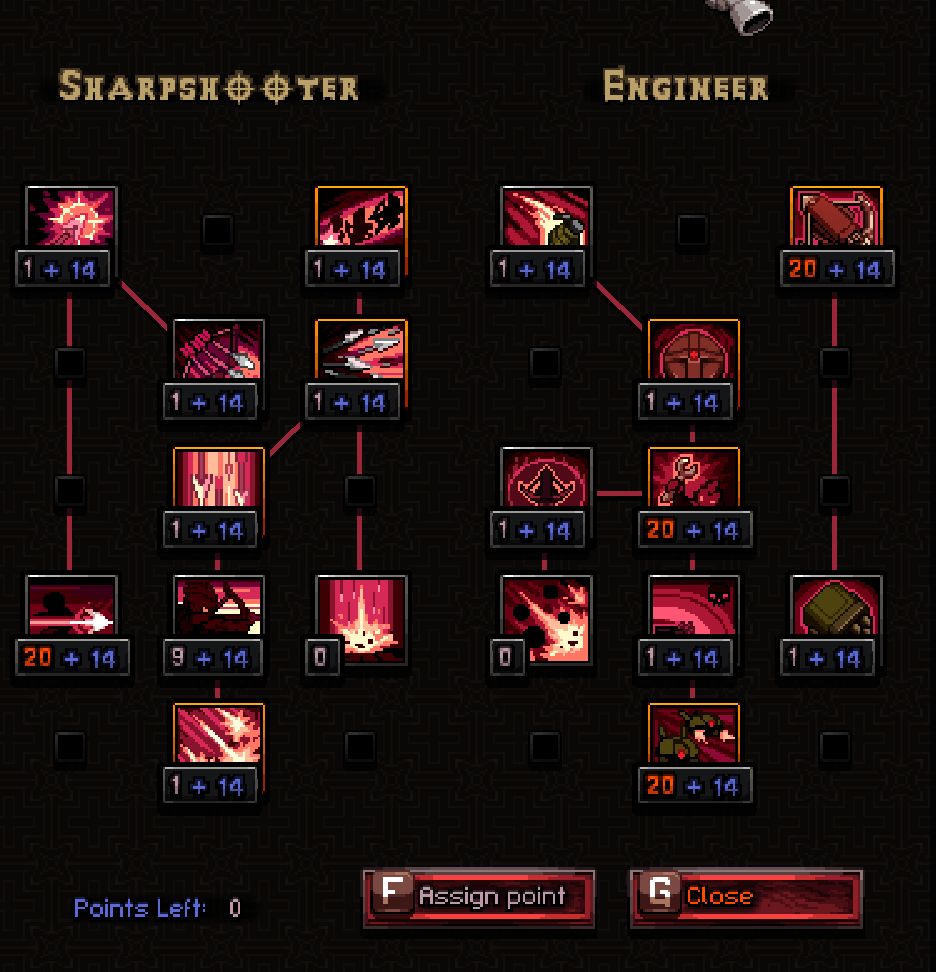 Sharpshooter Engineer
1 + 14 1 + 14 1 + 14 20 + 14
1 + 14 1 + 14 1 + 14
1 + 14 1 + 14 20 + 14
20 + 14 9 + 14 0 0 1 + 14 1 + 14
1 + 14 20 + 14
Points Left: 0 F Assign point G Close